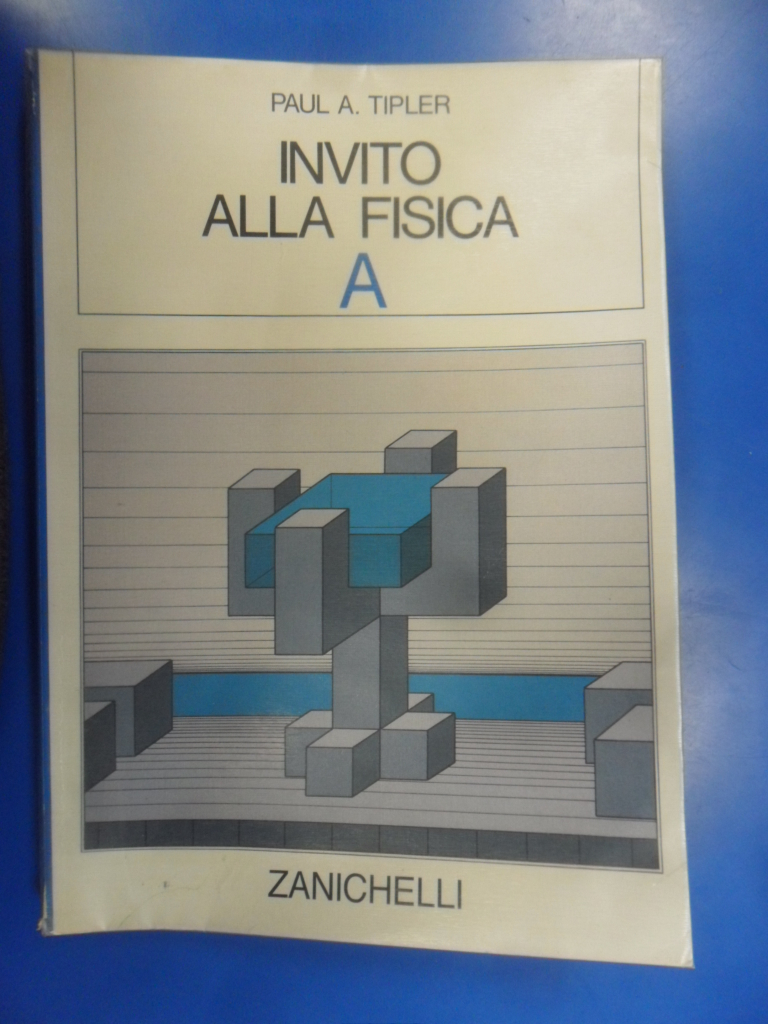 PAUL A. TIPLER
INVITO
ALLA FISICA
A
ZANICHELLI